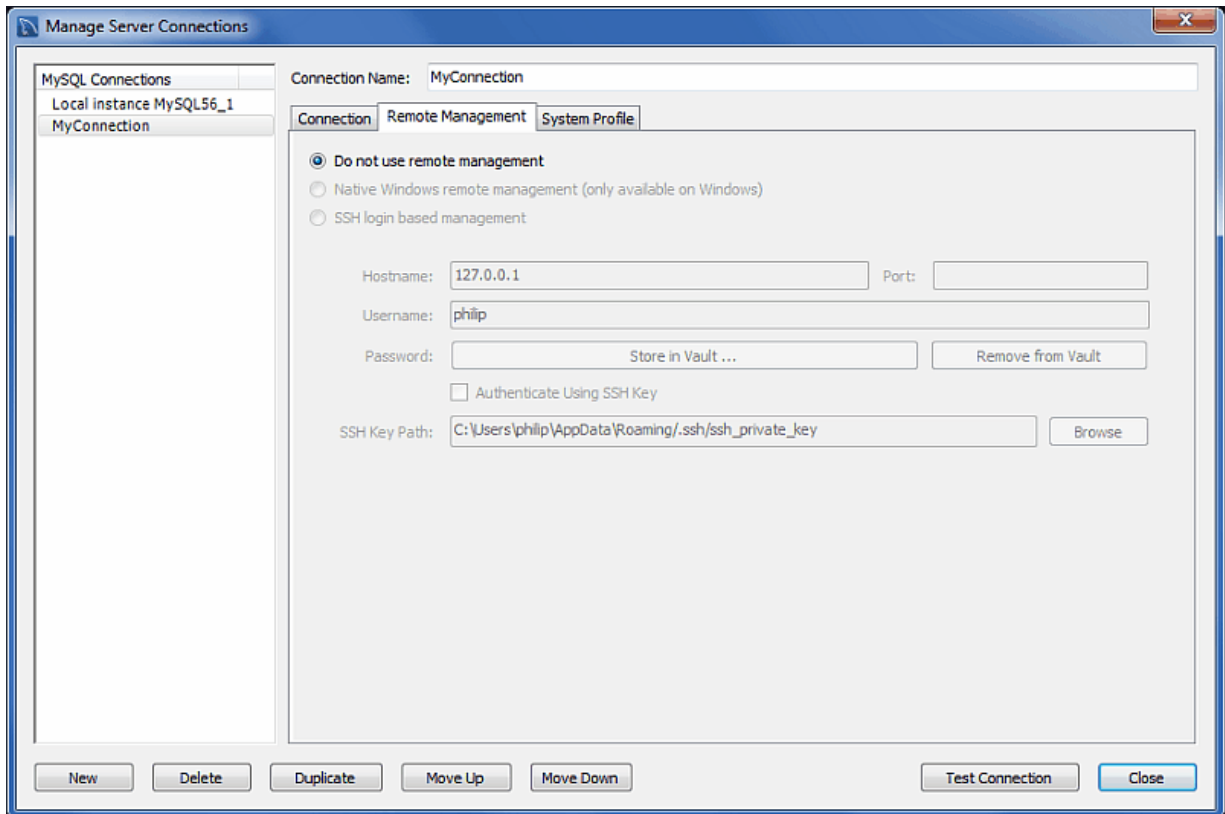 Manage Server Connections
x
MySQL Connections
Local instance MySQL56_1
MyConnection
Connection Name: MyConnection
Connection Remote Management System Profile
Do not use remote management
Native Windows remote management (only available on Windows)
SSH login based management
Hostname: 127.0.0.1 Port:
Username: philip
Password: Store in Vault ... Remove from Vault
Authenticate Using SSH Key
SSH Key Path: C:\Users\philip\AppData\Roaming/.ssh/ssh_private_key Browse
New Delete Duplicate Move Up Move Down Test Connection Close